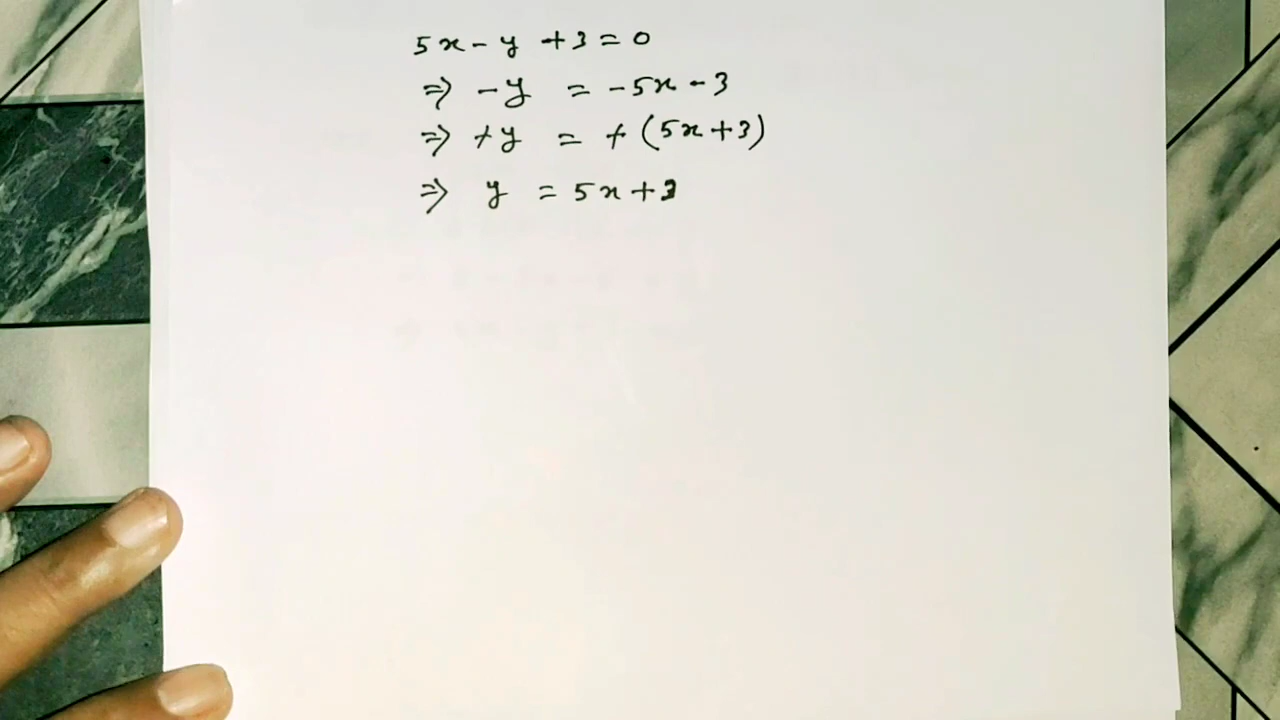 5x - y + 3 = 0
⇒ -y = -5x - 3
⇒ +y = +(5x+3)
⇒ y = 5x+3